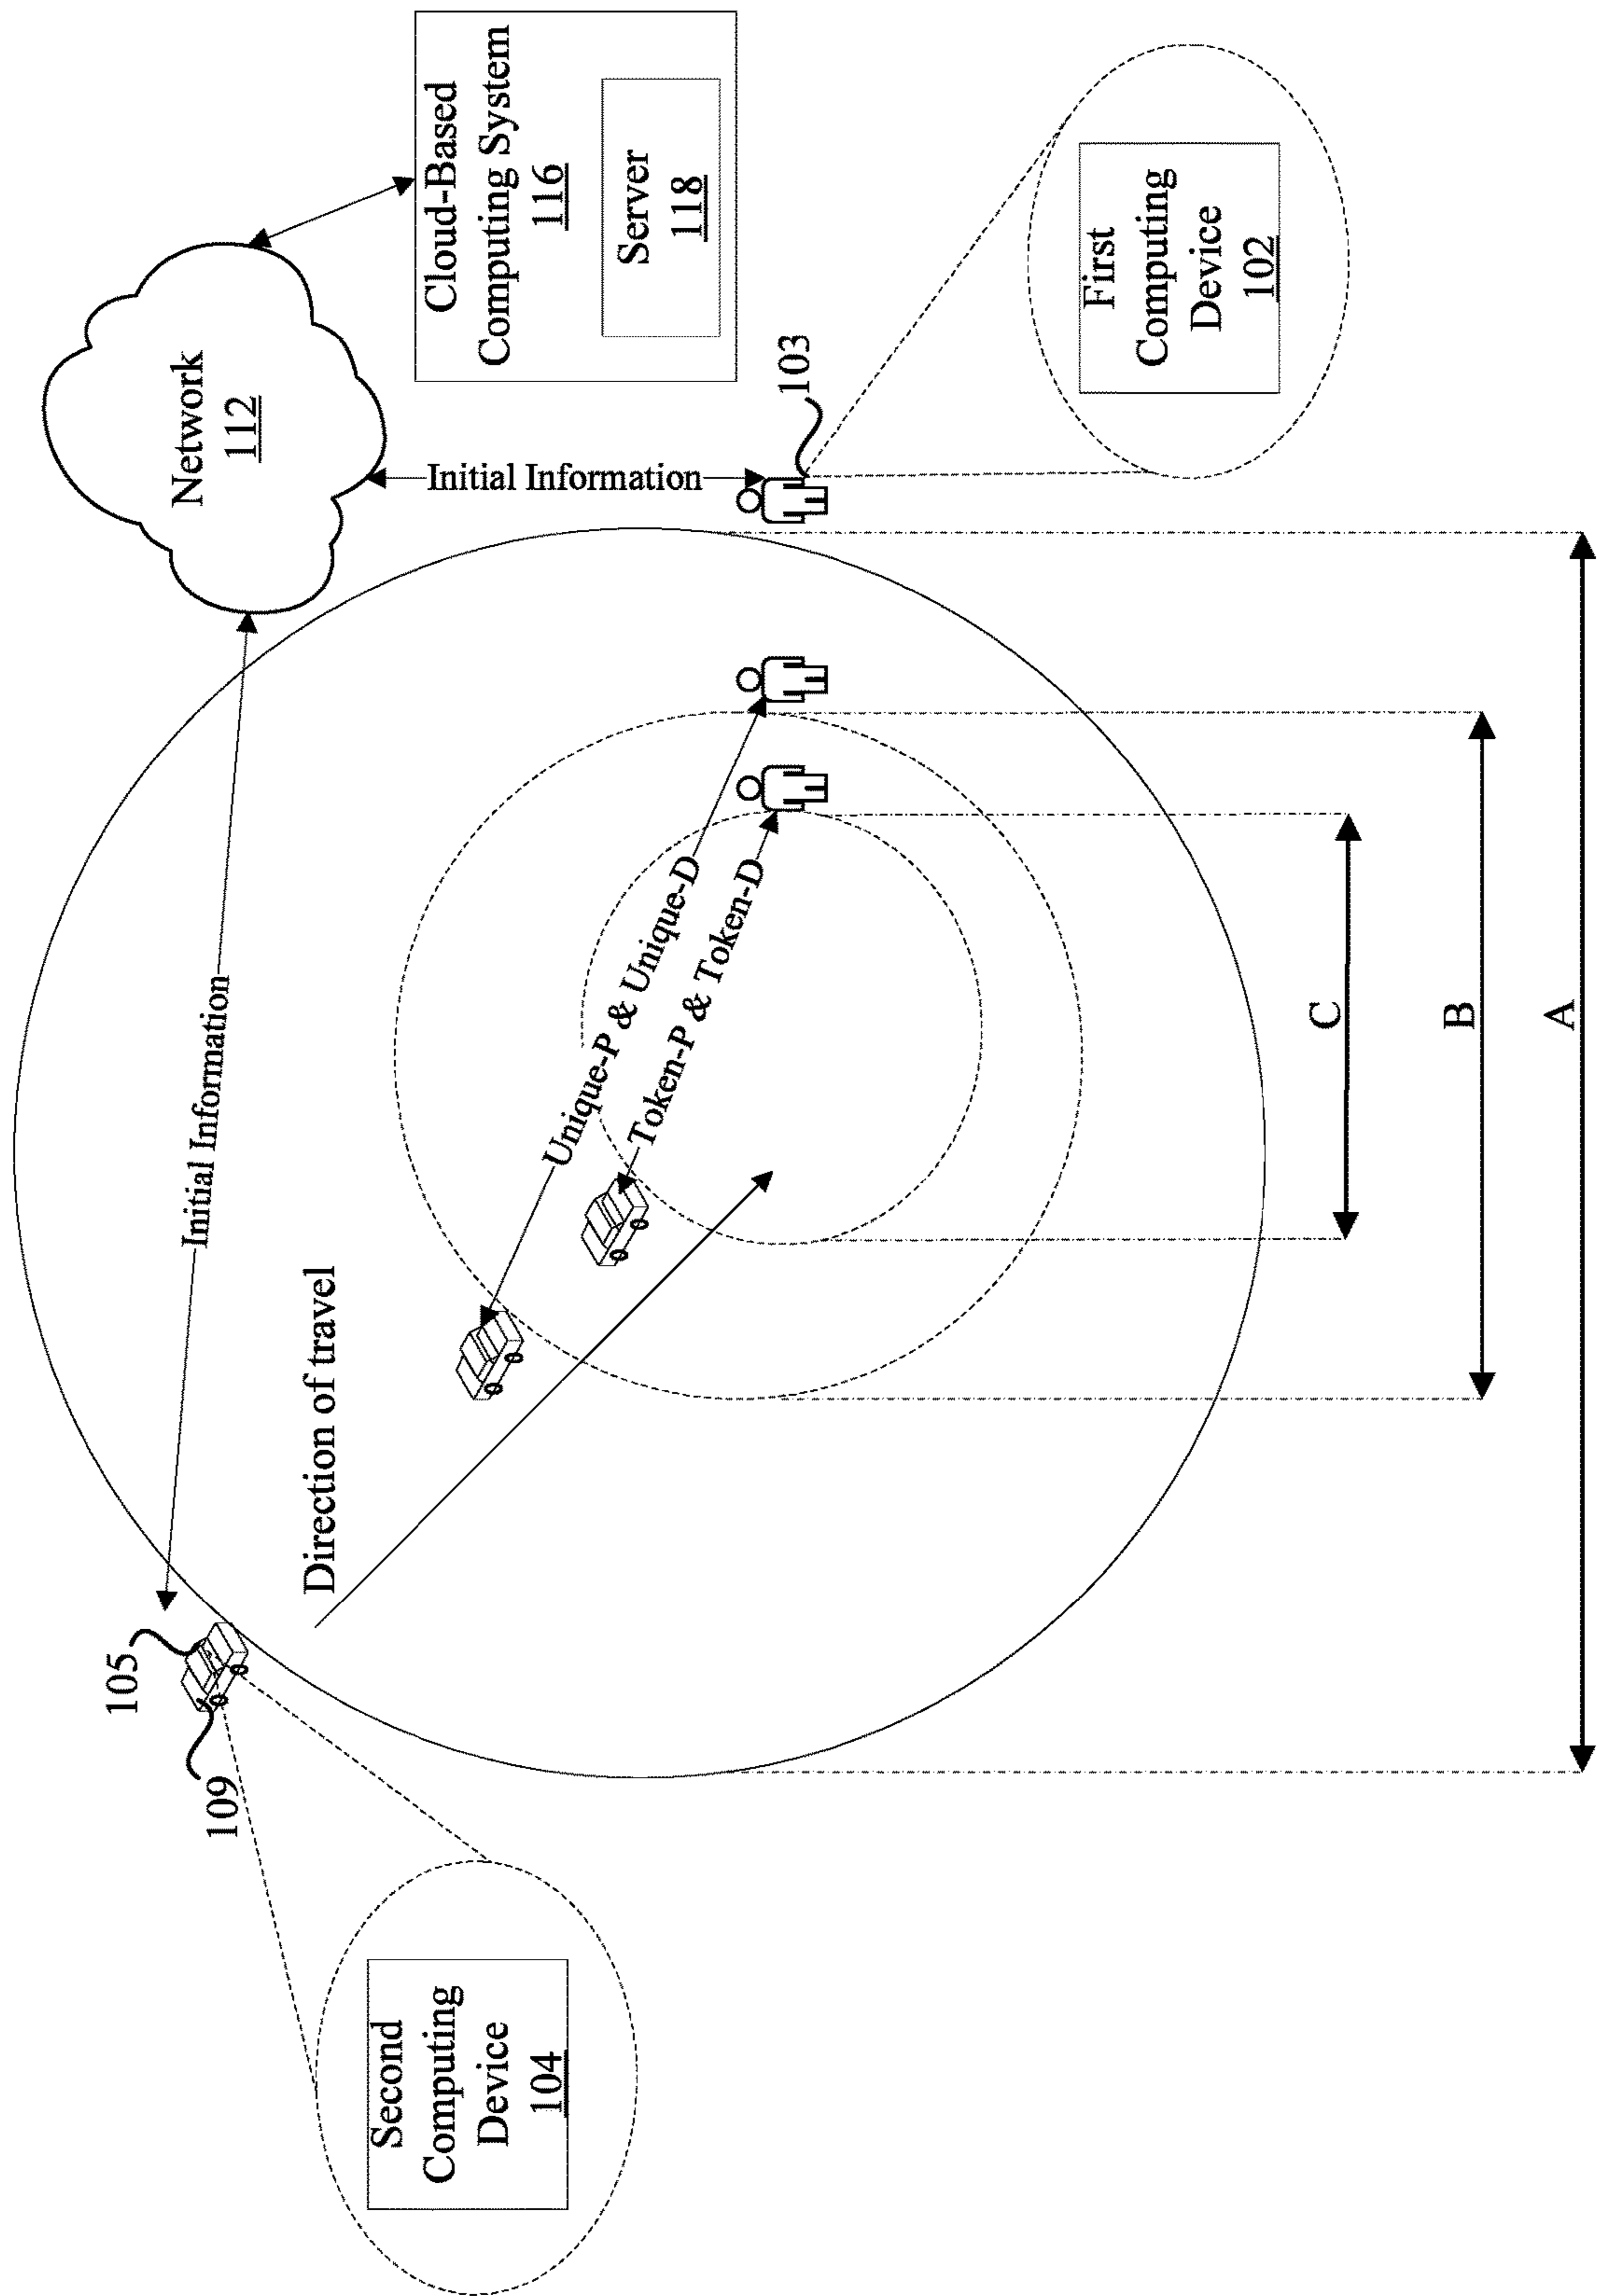 Network
112
Cloud-Based
Computing System
116
Server
118
Initial Information
Initial Information
103
First
Computing
Device
102
105
109
Direction of travel
Unique-P & Unique-D
Token-P & Token-D
Second
Computing
Device
104
C
B
A